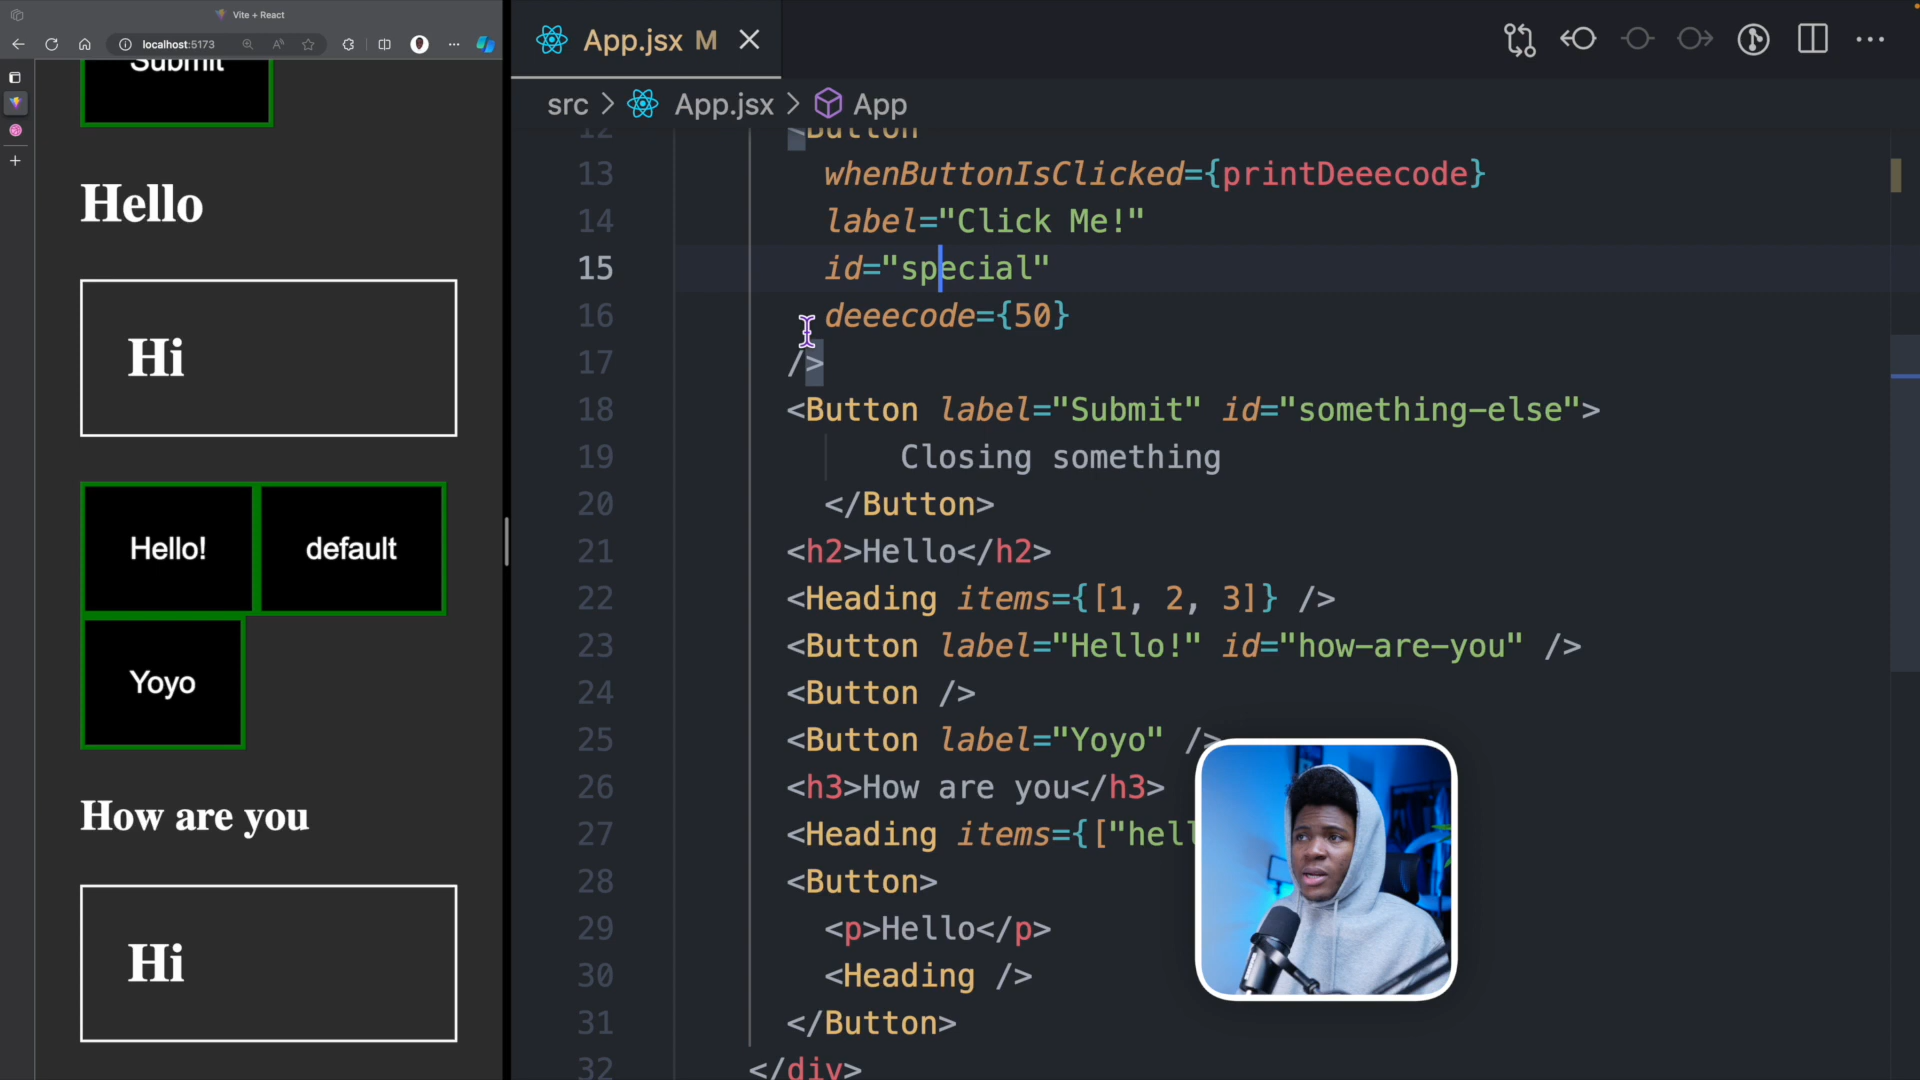 Vite + React
localhost:5173
Submit
Hello
Hi
Hello!
default
Yoyo
How are you
Hi
App.jsx M
src > App.jsx > App
12 <Button
13 whenButtonIsClicked={printDeeecode}
14 label="Click Me!"
15 id="special"
16 deeecode={50}
17 />
18 <Button label="Submit" id="something-else">
19 Closing something
20 </Button>
21 <h2>Hello</h2>
22 <Heading items={[1, 2, 3]} />
23 <Button label="Hello!" id="how-are-you" />
24 <Button />
25 <Button label="Yoyo" />
26 <h3>How are you</h3>
27 <Heading items={["hell
28 <Button>
29 <p>Hello</p>
30 <Heading />
31 </Button>
32 </div>